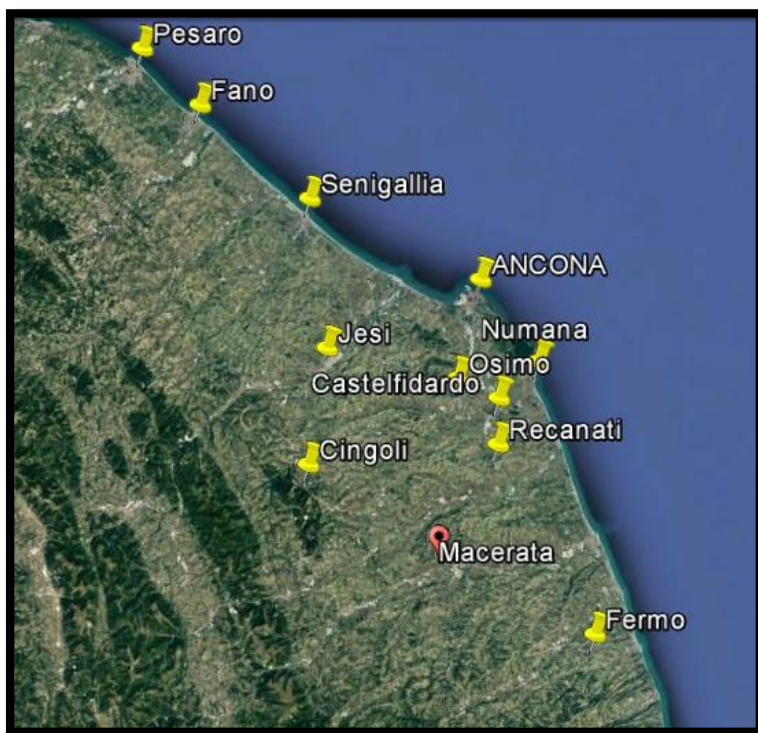 Pesaro
Fano
Senigallia
ANCONA
Numana
Jesi
Osimo
Castelfidardo
Recanati
Cingoli
Macerata
Fermo